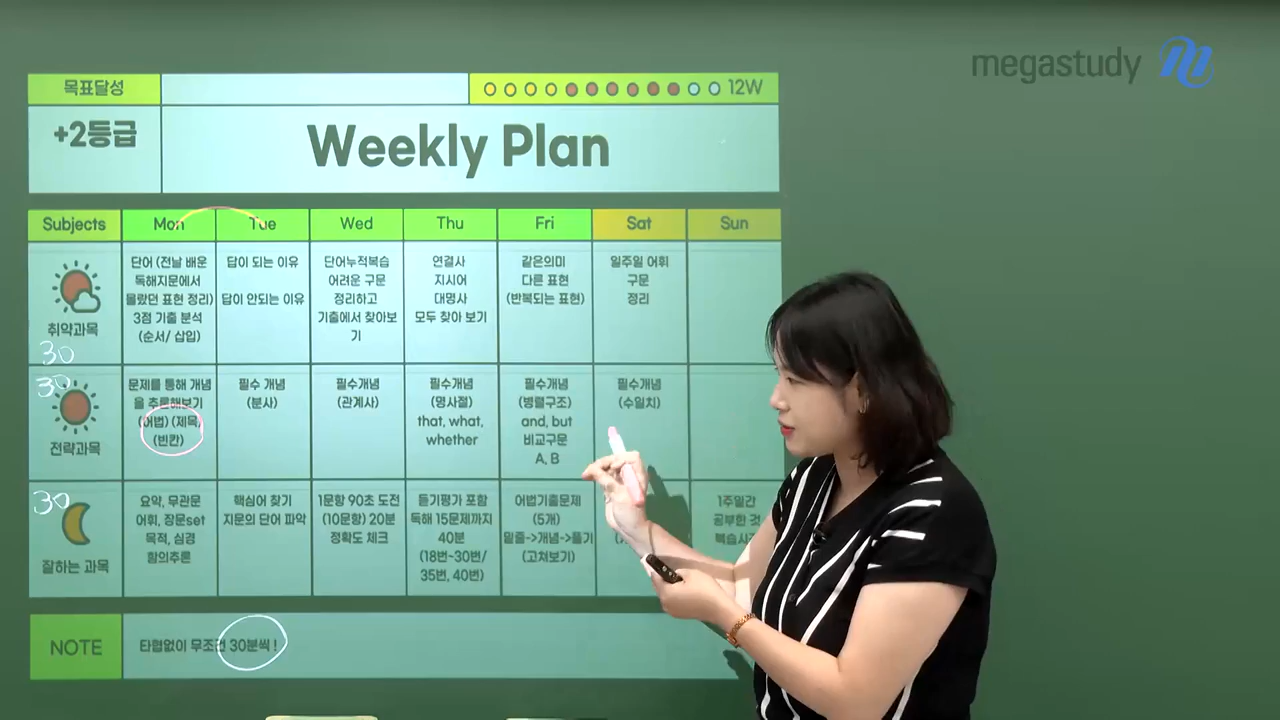 megastudy
목표달성
12W
+2등급
Weekly Plan
Subjects
Mon
Tue
Wed
Thu
Fri
Sat
Sun
취약과목
30
단어 (전날 배운
독해지문에서
몰랐던 표현 정리)
3점 기출 분석
(순서/ 삽입)
답이 되는 이유
답이 안되는 이유
단어누적복습
어려운 구문
정리하고
기출에서 찾아보
기
연결사
지시어
대명사
모두 찾아 보기
같은의미
다른 표현
(반복되는 표현)
일주일 어휘
구문
정리
30
전략과목
문제를 통해 개념
을 추론해보기
(어법) (제목)
(빈칸)
필수 개념
(분사)
필수개념
(관계사)
필수개념
(명사절)
that, what,
whether
필수개념
(병렬구조)
and, but
비교구문
A, B
필수개념
(수일치)
30
잘하는 과목
요약, 무관문
어휘, 장문set
목적, 심경
함의추론
핵심어 찾기
지문의 단어 파악
1문항 90초 도전
(10문항) 20분
정확도 체크
듣기평가 포함
독해 15문제까지
40분
(18번~30번/
35번, 40번)
어법기출문제
(5개)
밑줄->개념->풀기
(고쳐보기)
1주일간
공부한 것
복습시간
NOTE
타협없이 무조건 30분씩 !